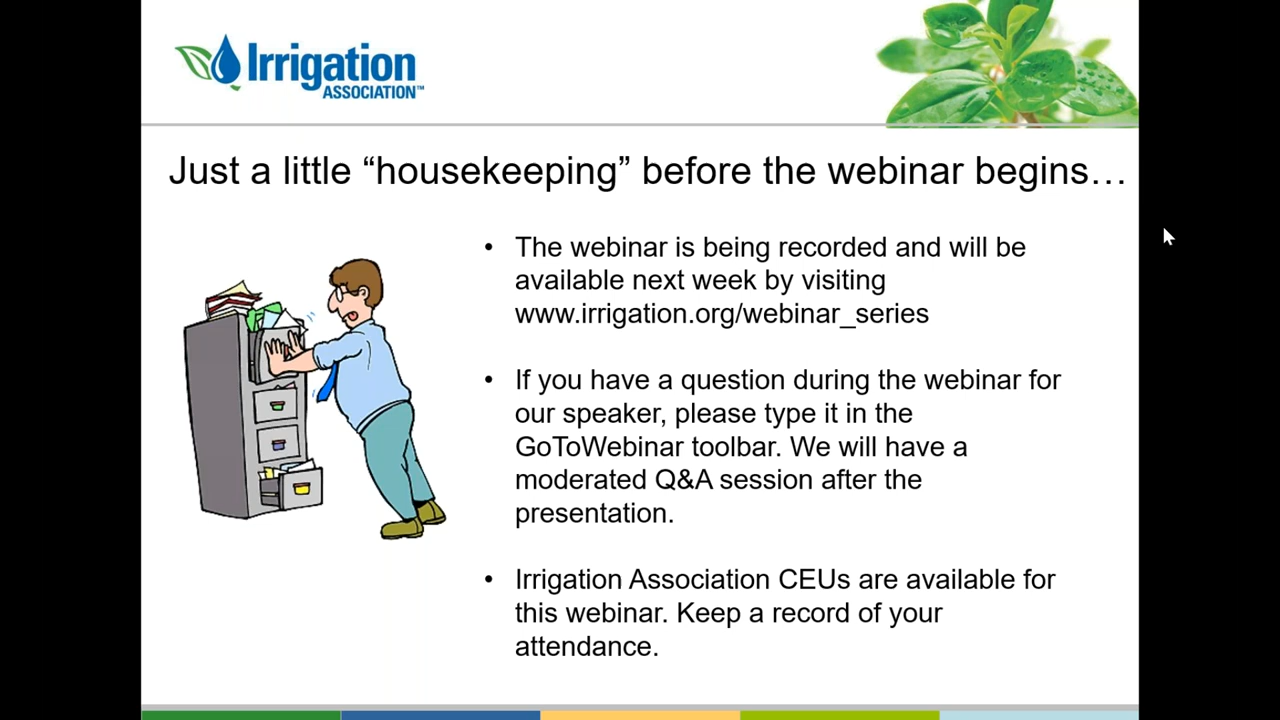 Irrigation
ASSOCIATION™
Just a little “housekeeping” before the webinar begins…
• The webinar is being recorded and will be
available next week by visiting
www.irrigation.org/webinar_series
• If you have a question during the webinar for
our speaker, please type it in the
GoToWebinar toolbar. We will have a
moderated Q&A session after the
presentation.
• Irrigation Association CEUs are available for
this webinar. Keep a record of your
attendance.